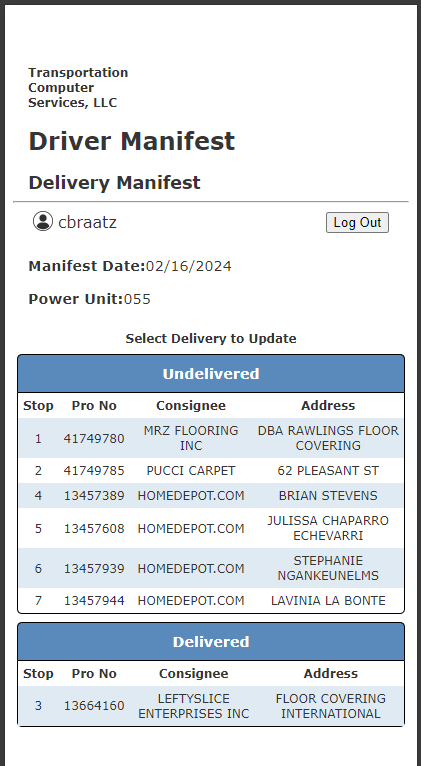 Transportation
Computer
Services, LLC
Driver Manifest
Delivery Manifest
cbraatz Log Out
Manifest Date:02/16/2024
Power Unit:055
Select Delivery to Update
Undelivered
Stop Pro No Consignee Address
1 41749780 MRZ FLOORING INC DBA RAWLINGS FLOOR COVERING
2 41749785 PUCCI CARPET 62 PLEASANT ST
4 13457389 HOMEDEPOT.COM BRIAN STEVENS
5 13457608 HOMEDEPOT.COM JULISSA CHAPARRO ECHEVARRI
6 13457939 HOMEDEPOT.COM STEPHANIE NGANKEUNELMS
7 13457944 HOMEDEPOT.COM LAVINIA LA BONTE
Delivered
Stop Pro No Consignee Address
3 13664160 LEFTYSLICE ENTERPRISES INC FLOOR COVERING INTERNATIONAL